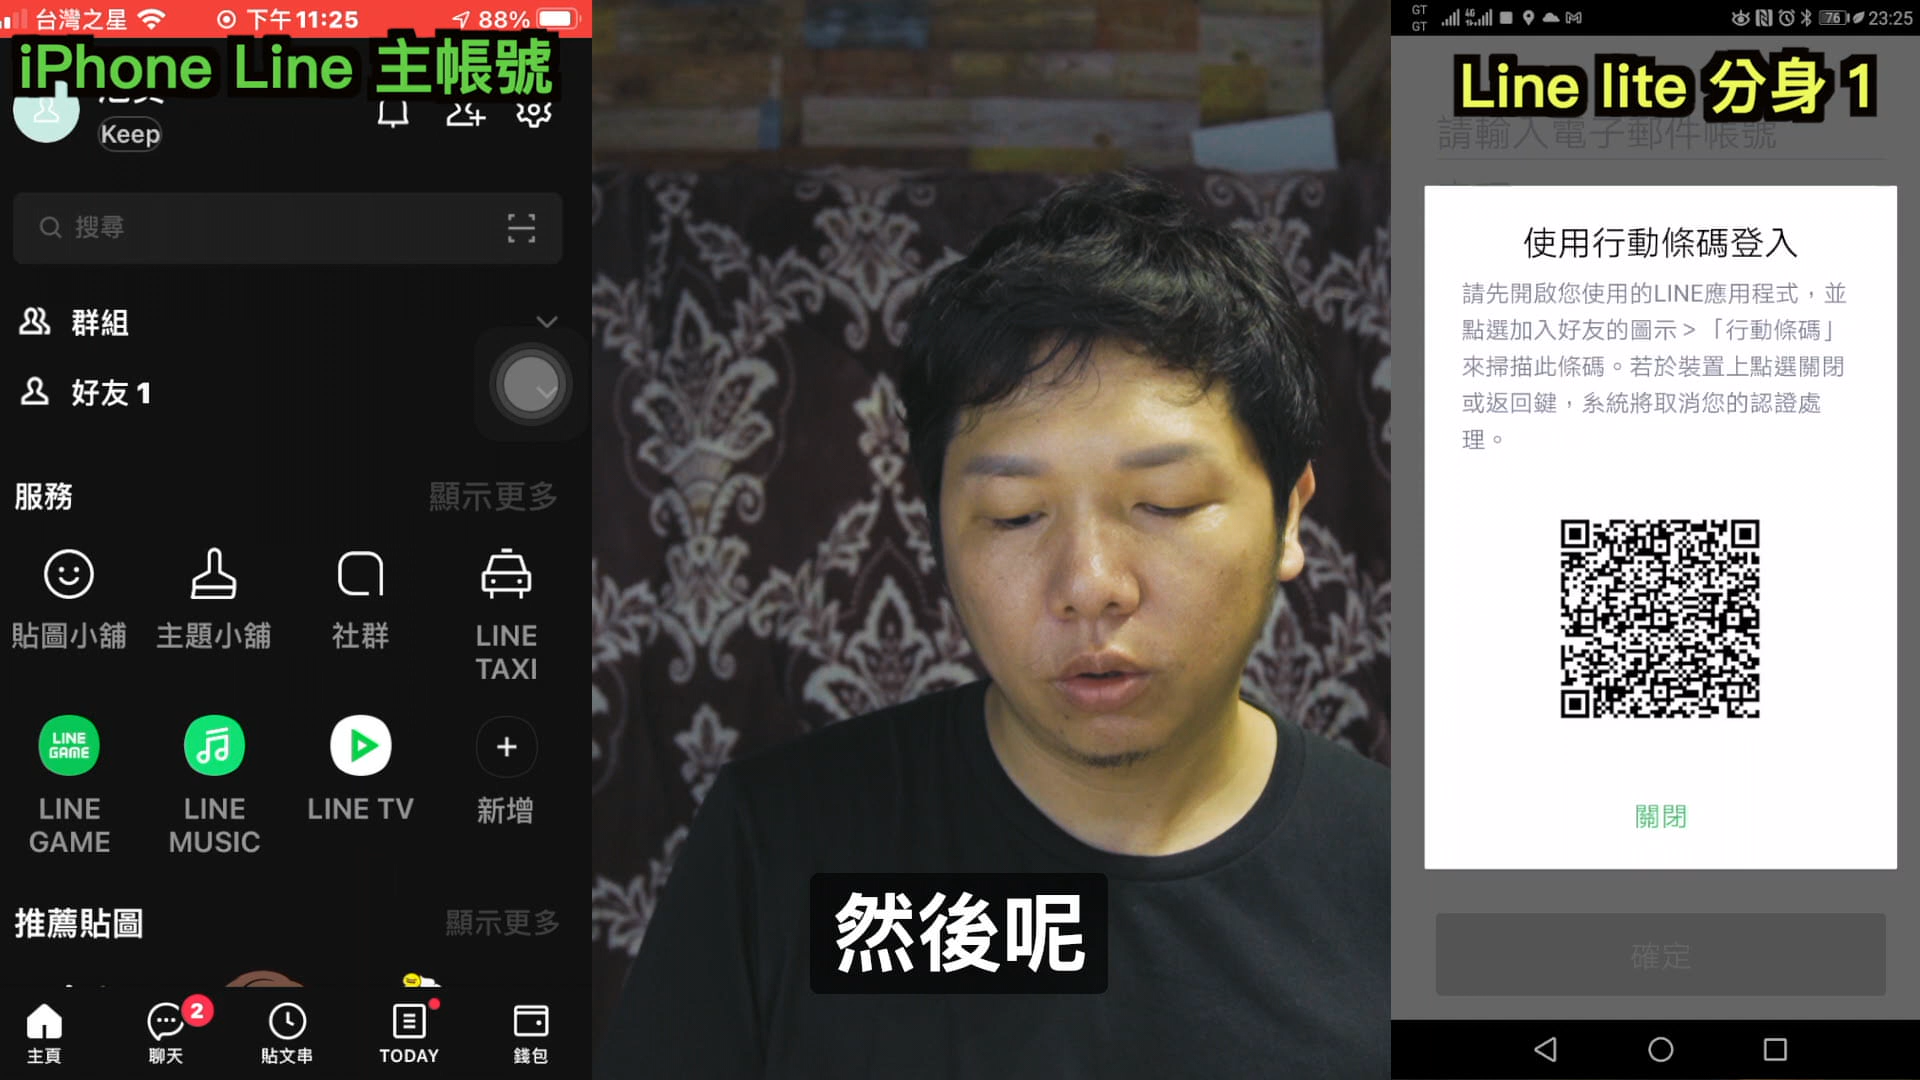 台灣之星
下午11:25
88%
iPhone Line 主帳號
Keep
搜尋
群組
好友 1
服務
顯示更多
貼圖小舖
主題小舖
社群
LINE
TAXI
LINE
GAME
LINE
GAME
LINE
MUSIC
LINE TV
新增
推薦貼圖
顯示更多
2
主頁
聊天
貼文串
TODAY
錢包
然後呢
GT
GT
4G
76
23:25
Line lite 分身 1
請輸入電子郵件帳號
使用行動條碼登入
請先開啟您使用的LINE應用程式，並
點選加入好友的圖示 > 「行動條碼」
來掃描此條碼。若於裝置上點選關閉
或返回鍵，系統將取消您的認證處
理。
關閉
確定